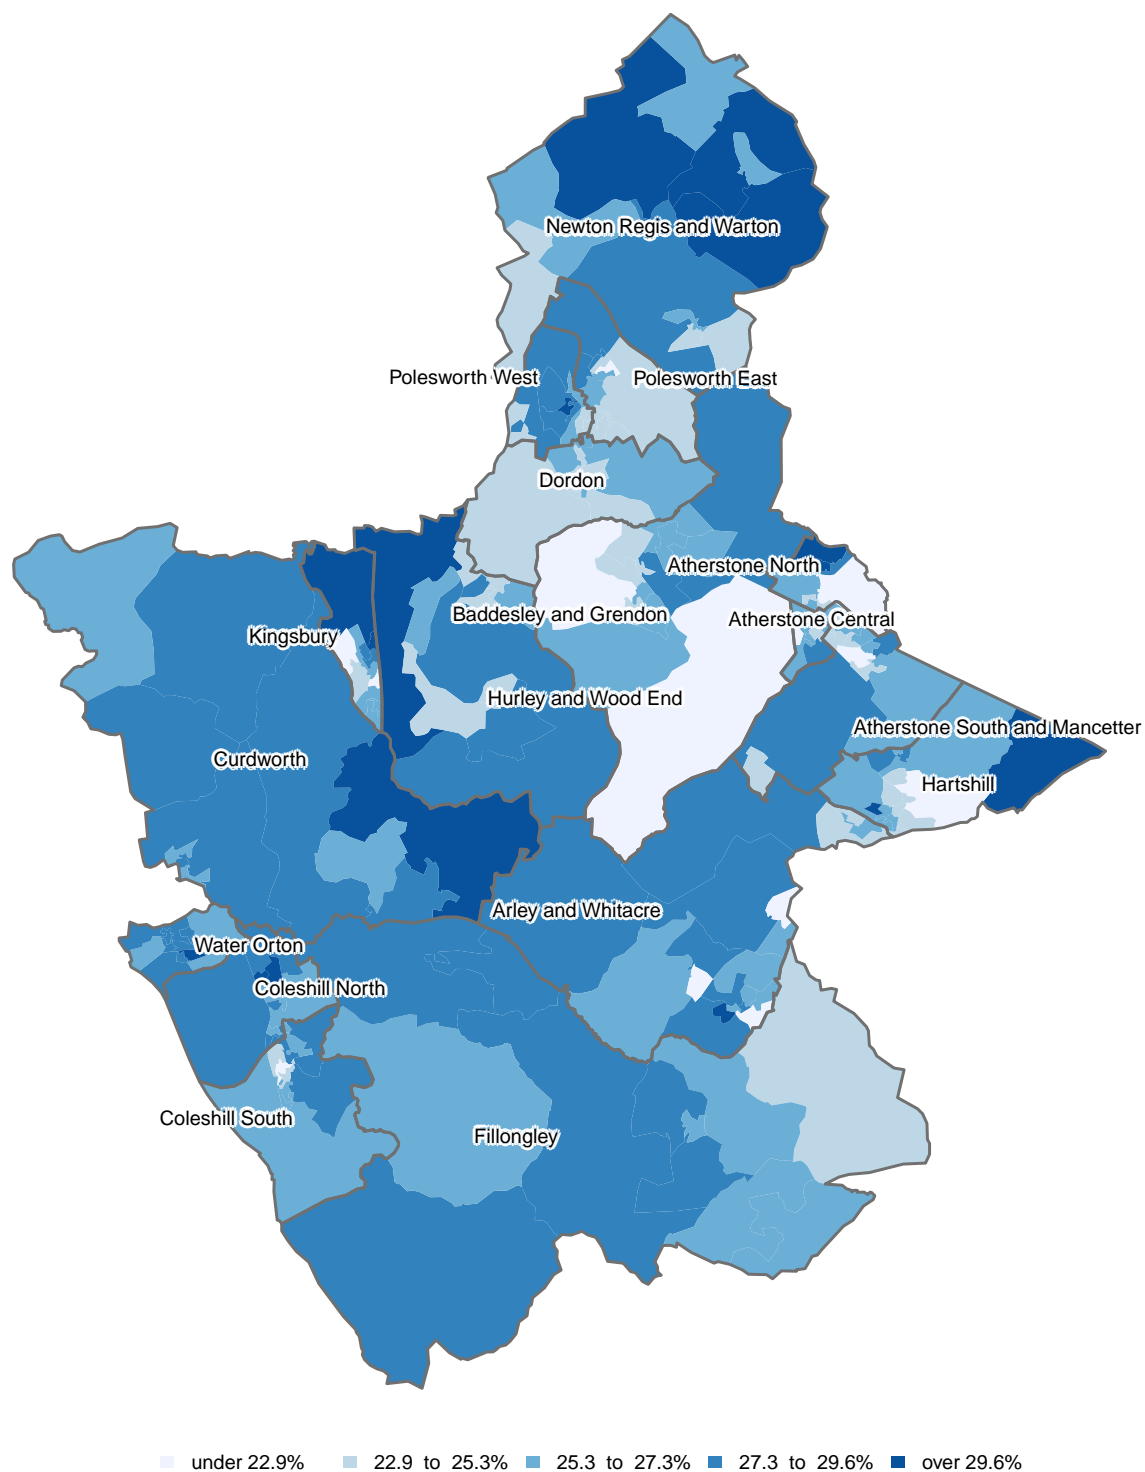 Newton Regis and Warton
Polesworth West
Polesworth East
Dordon
Atherstone North
Baddesley and Grendon
Atherstone Central
Kingsbury
Hurley and Wood End
Atherstone South and Mancetter
Curdworth
Hartshill
Arley and Whitacre
Water Orton
Coleshill North
Coleshill South
Fillongley
under 22.9% 22.9 to 25.3% 25.3 to 27.3% 27.3 to 29.6% over 29.6%